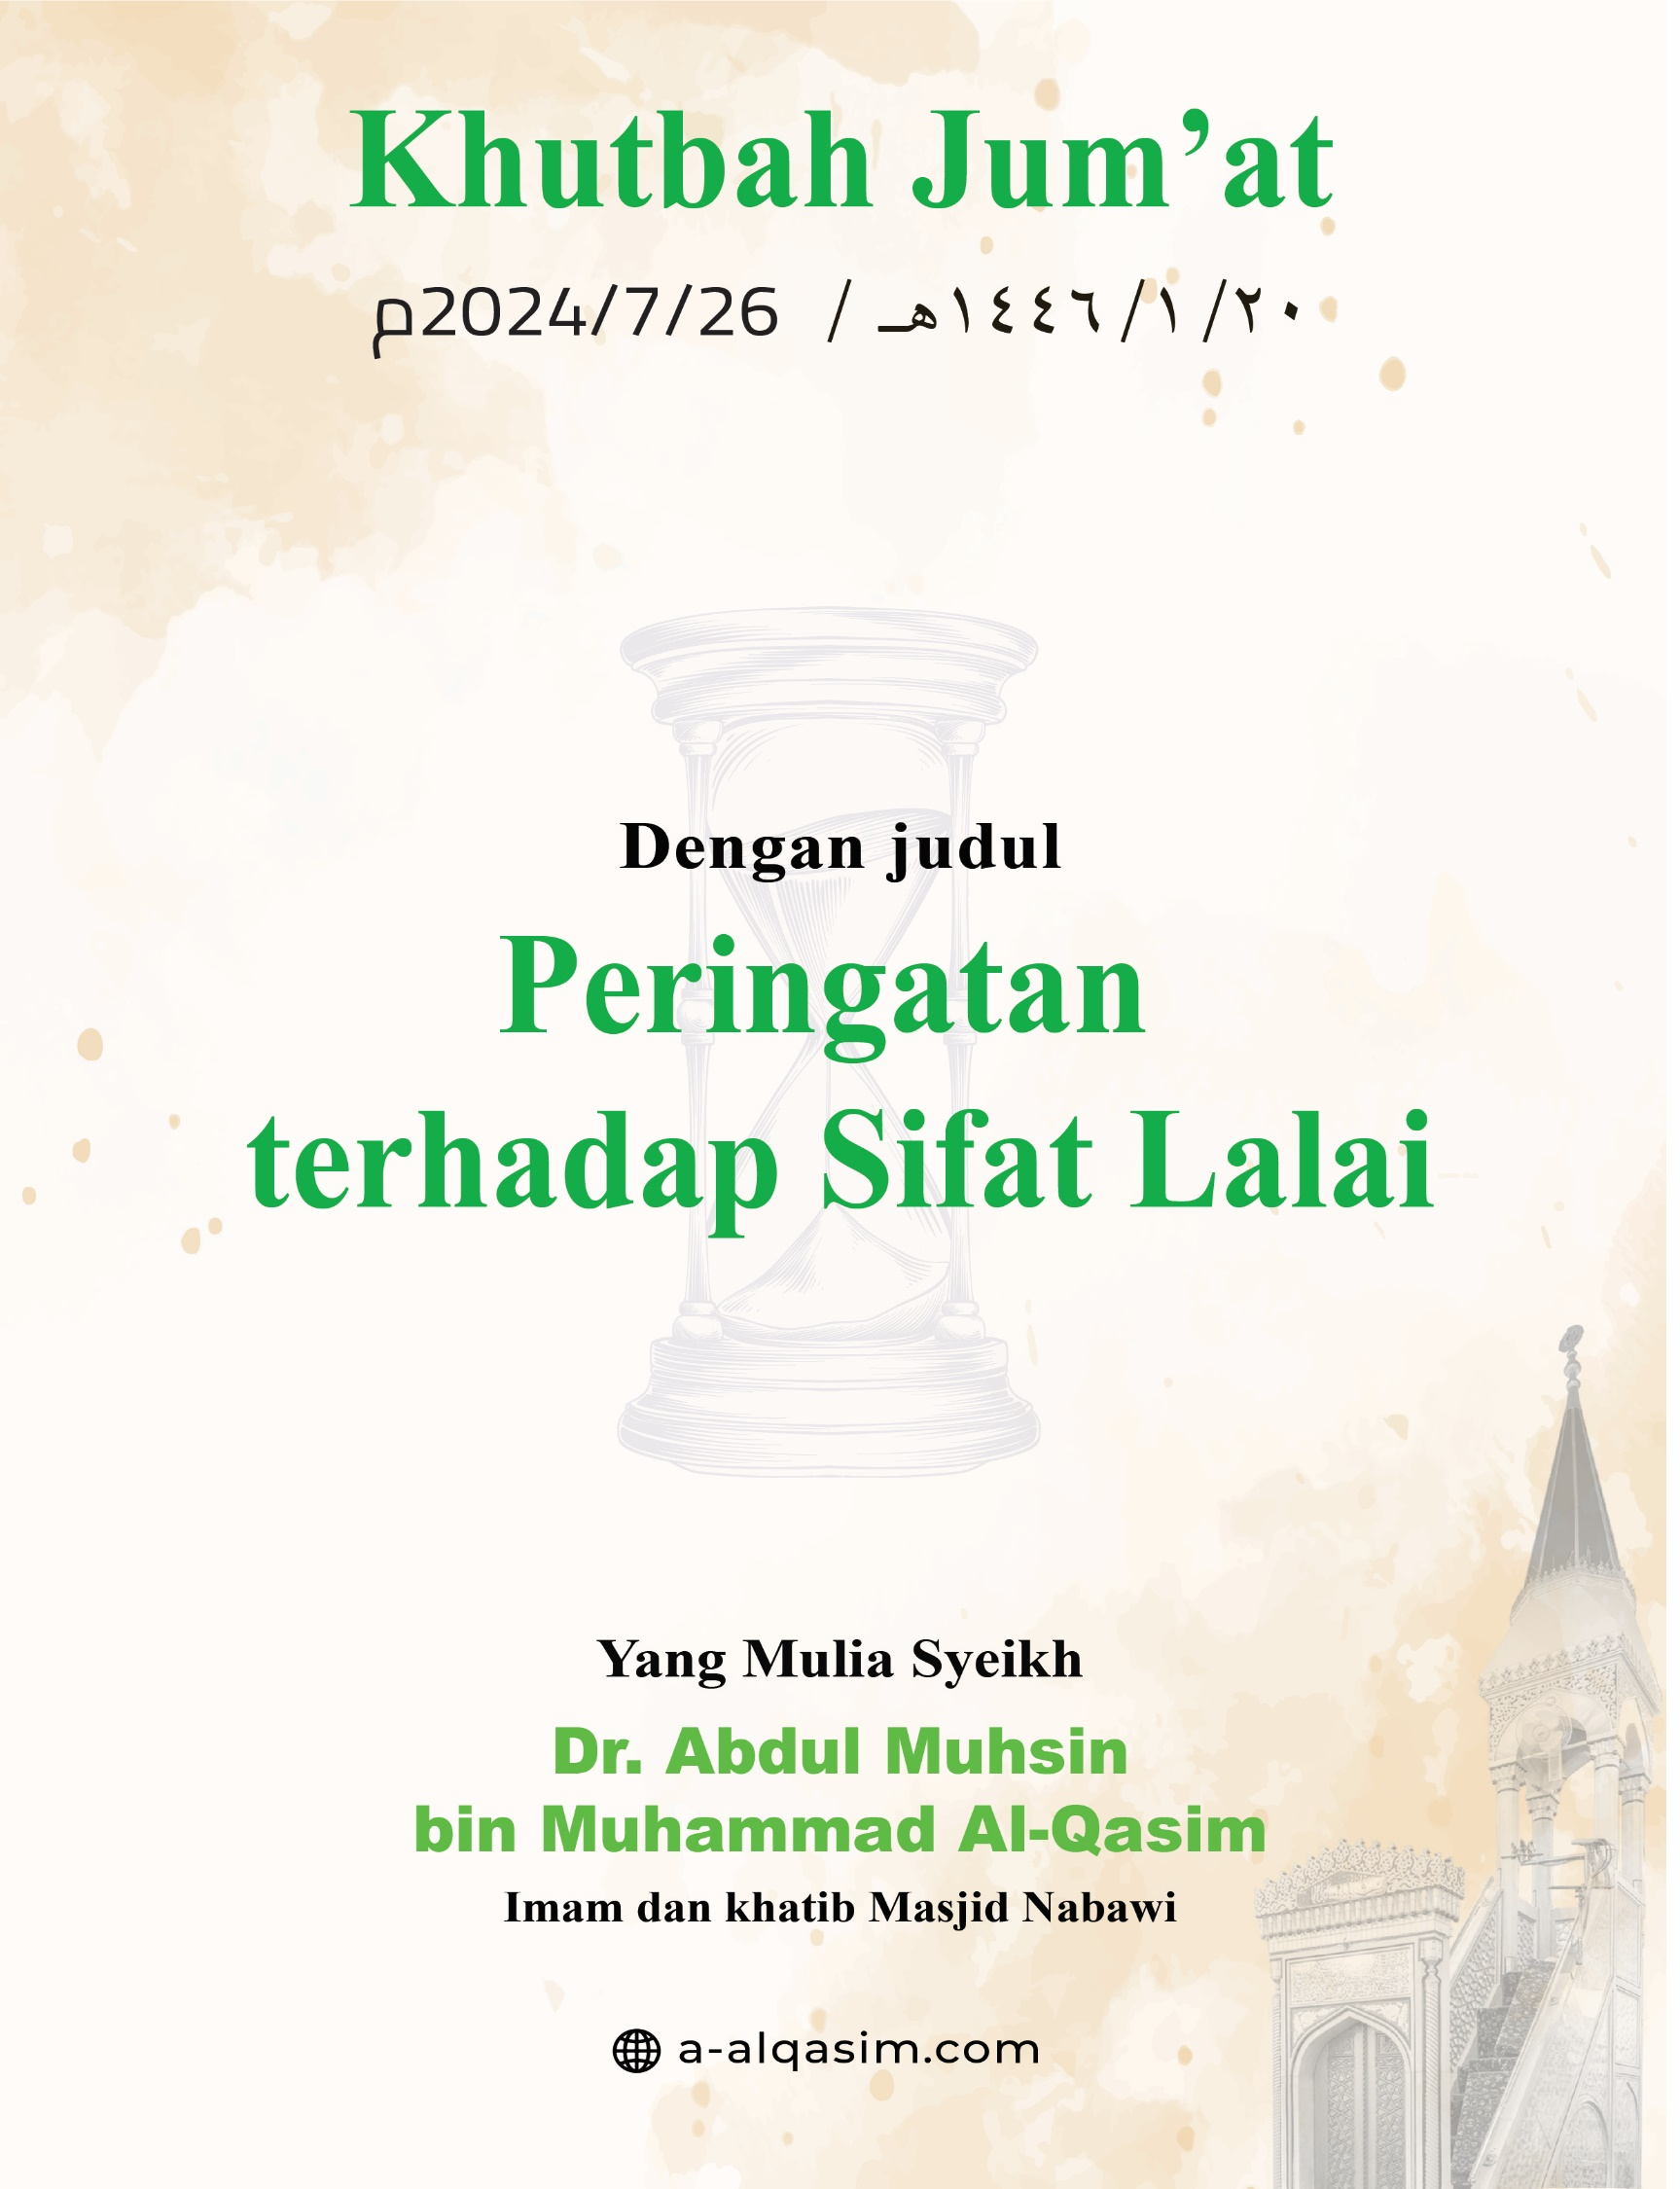 Khutbah Jum’at
٢٠/ ١/ ١٤٤٦هـ / 2024/7/26م
Dengan judul
Peringatan
terhadap Sifat Lalai
Yang Mulia Syeikh
Dr. Abdul Muhsin
bin Muhammad Al-Qasim
Imam dan khatib Masjid Nabawi
a-alqasim.com